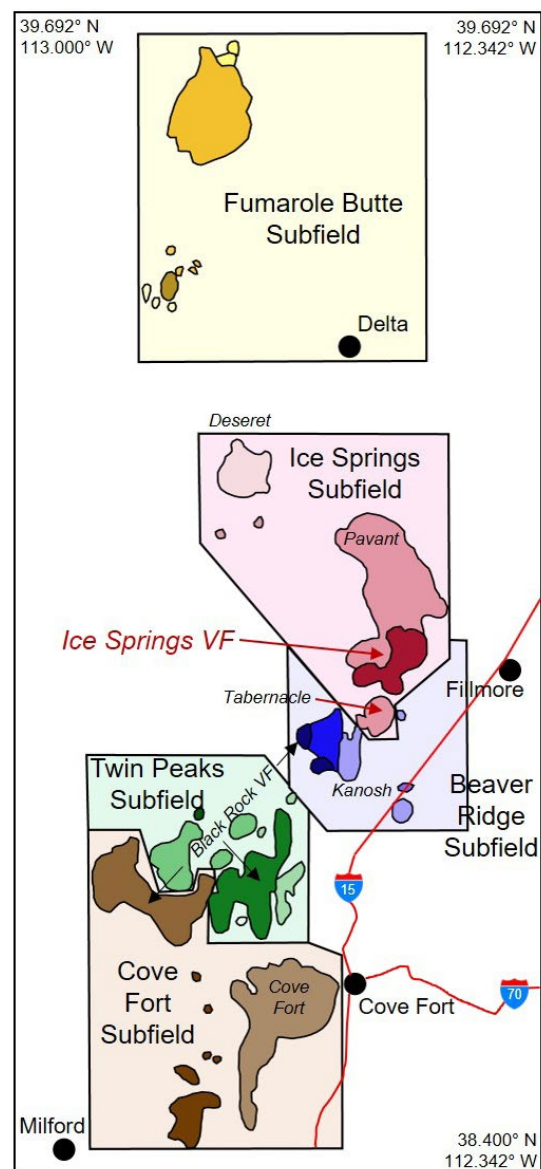 39.692° N
113.000° W
39.692° N
112.342° W
Fumarole Butte
Subfield
Delta
Deseret
Ice Springs
Subfield
Pavant
Ice Springs VF
Tabernacle
Fillmore
Twin Peaks
Subfield
Black Rock VF
Kanosh
Beaver
Ridge
Subfield
15
Cove
Fort
Subfield
Cove
Fort
Cove Fort
70
Milford
38.400° N
112.342° W